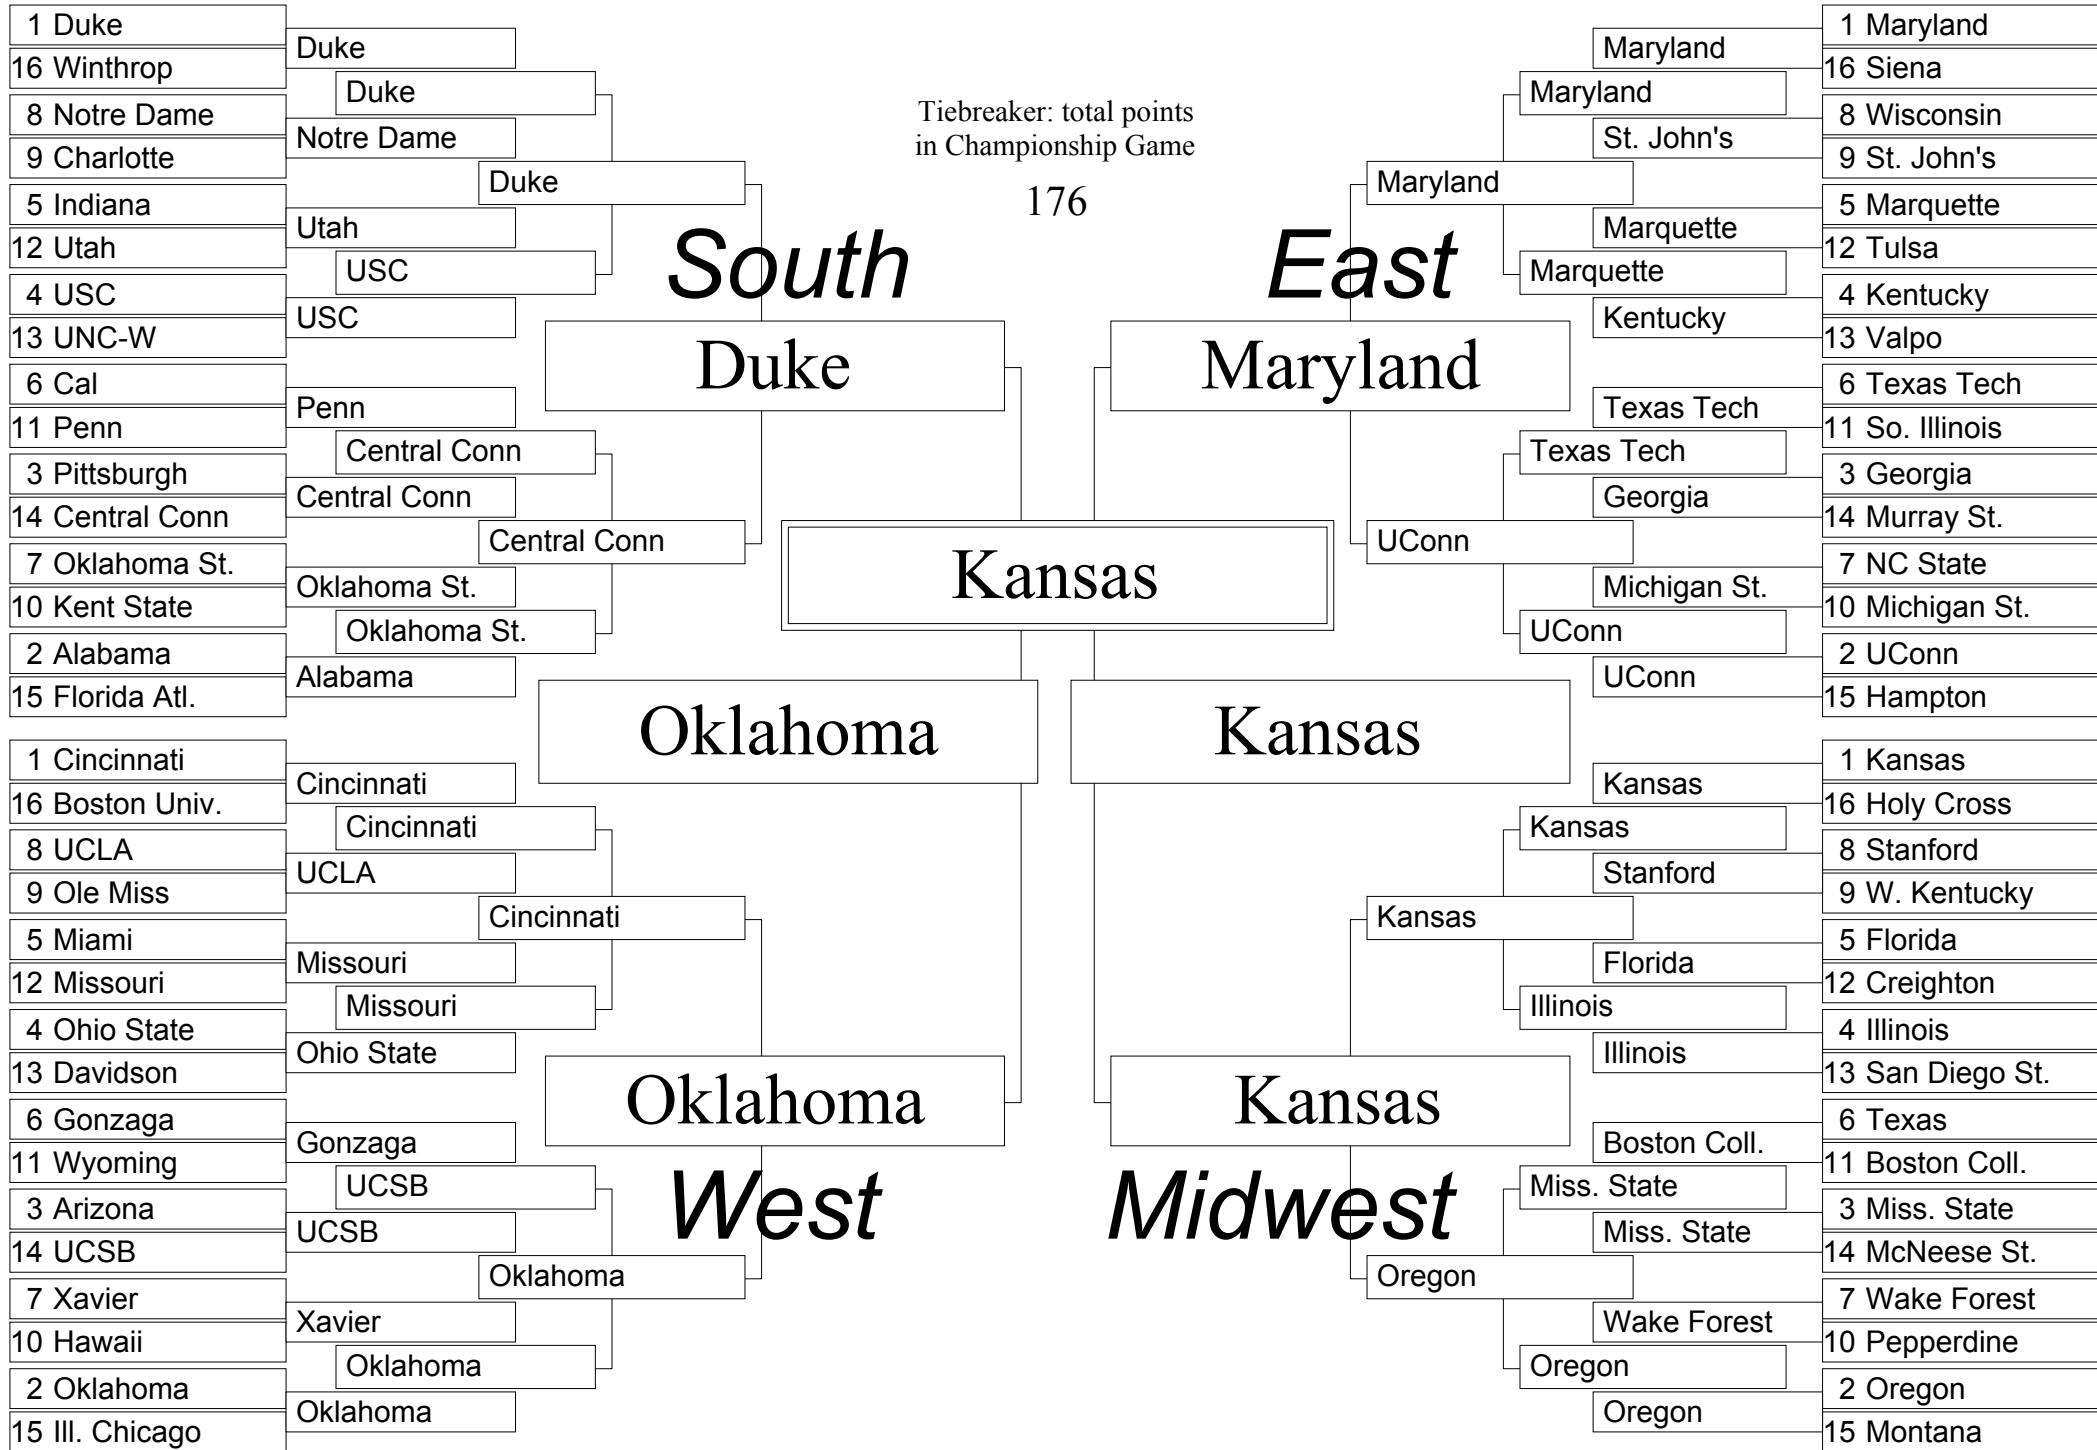 1 Duke
16 Winthrop
8 Notre Dame
9 Charlotte
5 Indiana
12 Utah
4 USC
13 UNC-W
6 Cal
11 Penn
3 Pittsburgh
14 Central Conn
7 Oklahoma St.
10 Kent State
2 Alabama
15 Florida Atl.
Duke
Notre Dame
Utah
USC
Penn
Central Conn
Oklahoma St.
Alabama
Duke
USC
Central Conn
Oklahoma St.
Duke
Central Conn
South
Duke
1 Cincinnati
16 Boston Univ.
8 UCLA
9 Ole Miss
5 Miami
12 Missouri
4 Ohio State
13 Davidson
6 Gonzaga
11 Wyoming
3 Arizona
14 UCSB
7 Xavier
10 Hawaii
2 Oklahoma
15 Ill. Chicago
Cincinnati
UCLA
Missouri
Ohio State
Gonzaga
UCSB
Xavier
Oklahoma
Cincinnati
Missouri
UCSB
Oklahoma
Cincinnati
Oklahoma
Oklahoma
West
Tiebreaker: total points
in Championship Game
176
Kansas
Oklahoma
Kansas
East
Maryland
Maryland
UConn
Maryland
Marquette
Texas Tech
UConn
Maryland
St. John's
Marquette
Kentucky
Texas Tech
Georgia
Michigan St.
UConn
1 Maryland
16 Siena
8 Wisconsin
9 St. John's
5 Marquette
12 Tulsa
4 Kentucky
13 Valpo
6 Texas Tech
11 So. Illinois
3 Georgia
14 Murray St.
7 NC State
10 Michigan St.
2 UConn
15 Hampton
Kansas
Midwest
Kansas
Oregon
Kansas
Illinois
Miss. State
Oregon
Kansas
Stanford
Florida
Illinois
Boston Coll.
Miss. State
Wake Forest
Oregon
1 Kansas
16 Holy Cross
8 Stanford
9 W. Kentucky
5 Florida
12 Creighton
4 Illinois
13 San Diego St.
6 Texas
11 Boston Coll.
3 Miss. State
14 McNeese St.
7 Wake Forest
10 Pepperdine
2 Oregon
15 Montana